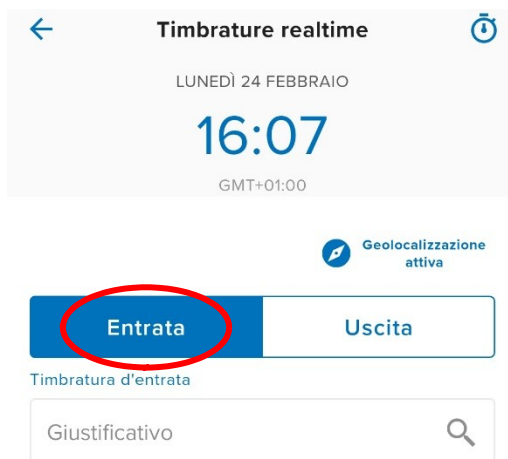 Timbrature realtime
LUNEDÌ 24 FEBBRAIO
16:07
GMT+01:00
Geolocalizzazione
attiva
Entrata Uscita
Timbratura d'entrata
Giustificativo